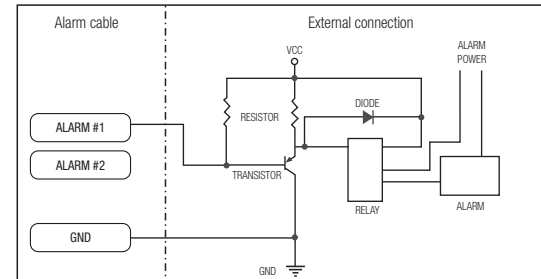 Alarm cable
External connection
VCC
ALARM
POWER
DIODE
RESISTOR
ALARM #1
ALARM #2
TRANSISTOR
RELAY
ALARM
GND
GND